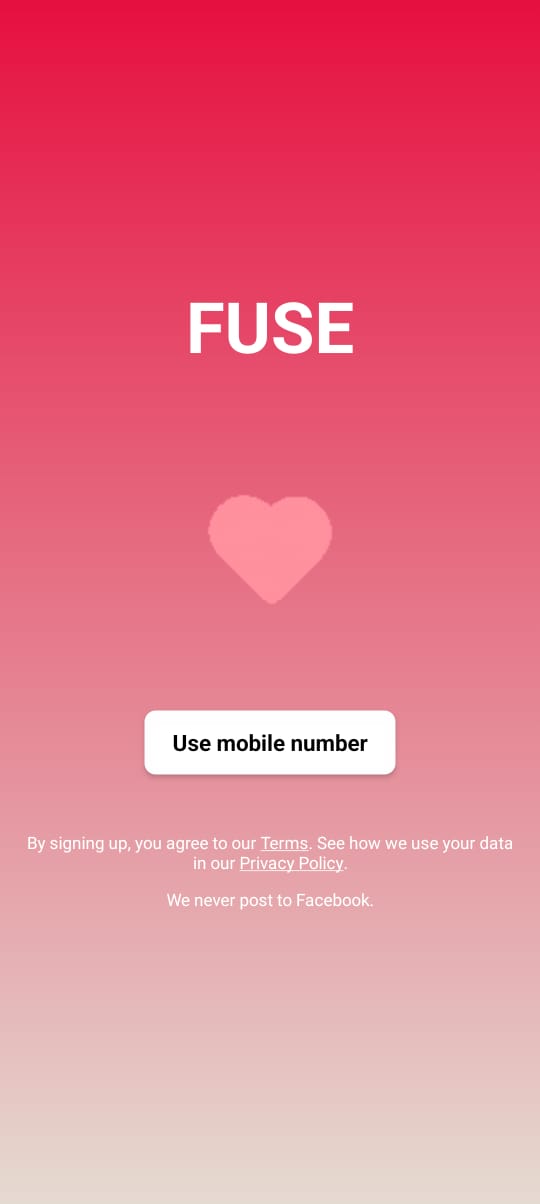 FUSE
Use mobile number
By signing up, you agree to our Terms. See how we use your data
in our Privacy Policy.
We never post to Facebook.